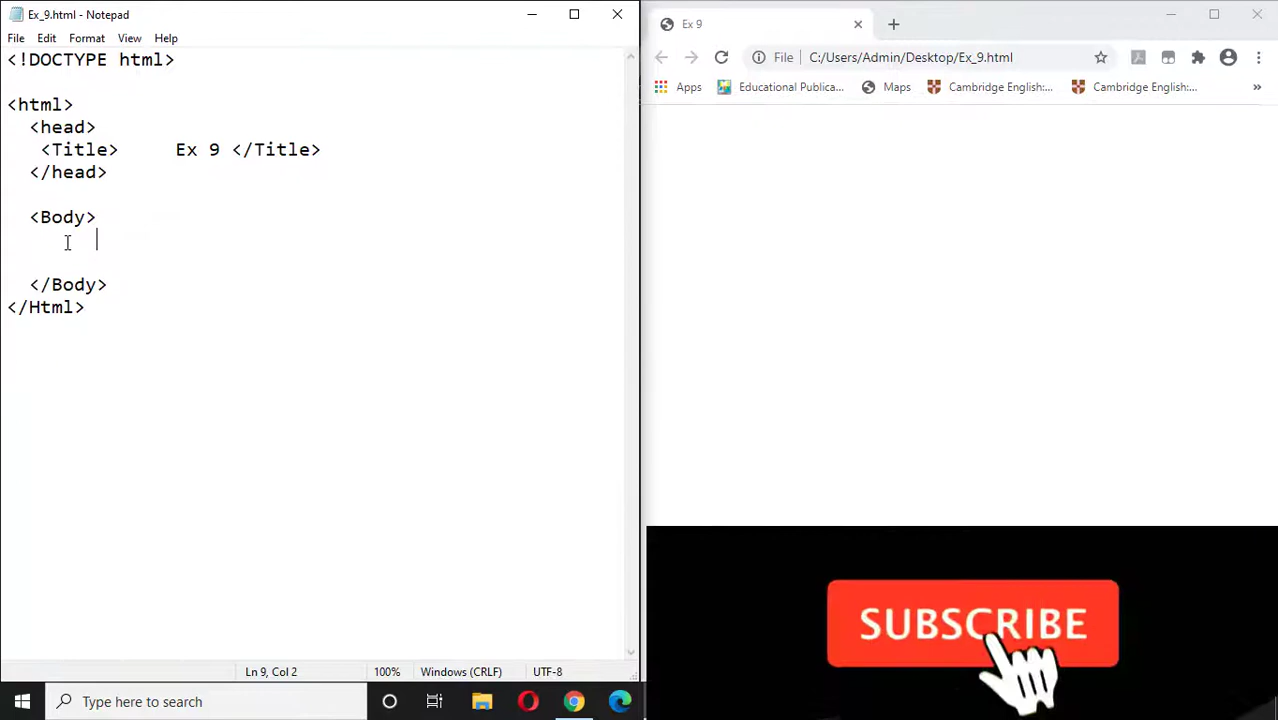 Ex_9.html - Notepad
File Edit Format View Help
<!DOCTYPE html>
<html>
<head>
<Title> Ex 9 </Title>
</head>
<Body>
</Body>
</Html>
Ln 9, Col 2 100% Windows (CRLF) UTF-8
Ex 9
File C:/Users/Admin/Desktop/Ex_9.html
Apps Educational Publica... Maps Cambridge English:... Cambridge English:... »
SUBSCRIBE
Type here to search